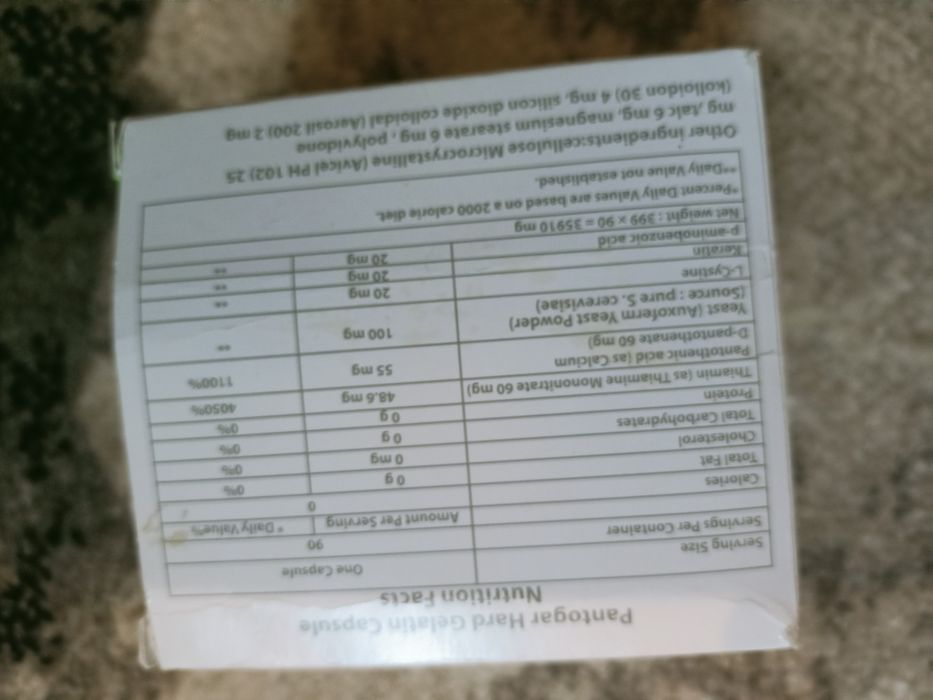 Pantogar Hard Gelatin Capsule
Nutrition Facts
Serving Size One Capsule
Servings Per Container 90
Amount Per Serving * Daily Value%
Calories 0
Total Fat 0 g 0%
Cholesterol 0 mg 0%
Total Carbohydrates 0 g 0%
Protein 0 g 0%
Thiamin (as Thiamine Mononitrate 60 mg) 48.6 mg 4050%
Pantothenic acid (as Calcium
D-pantothenate 60 mg) 55 mg 1100%
Yeast (Auxoferm Yeast Powder)
(Source : pure S. cerevisiae) 100 mg **
L-Cystine 20 mg **
Keratin 20 mg **
p-aminobenzoic acid 20 mg **
Net weight : 399 × 90 = 35910 mg
*Percent Daily Values are based on a 2000 calorie diet.
**Daily Value not established.
Other ingredients:cellulose Microcrystalline (Avicel PH 102) 25
mg ,talc 6 mg, magnesium stearate 6 mg , polyvidone
(kolloidon 30) 4 mg, silicon dioxide colloidal (Aerosil 200) 2 mg